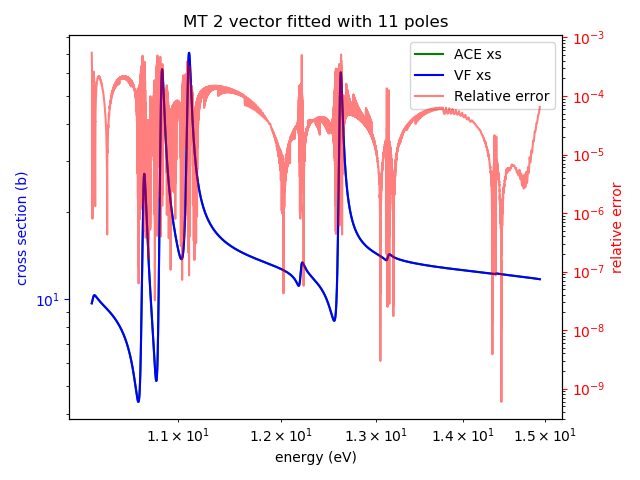 MT 2 vector fitted with 11 poles
ACE xs
VF xs
Relative error
cross section (b)
10¹
10⁻³
10⁻⁴
10⁻⁵
10⁻⁶
10⁻⁷
10⁻⁸
10⁻⁹
relative error
1.1 × 10¹ 1.2 × 10¹ 1.3 × 10¹ 1.4 × 10¹ 1.5 × 10¹
energy (eV)